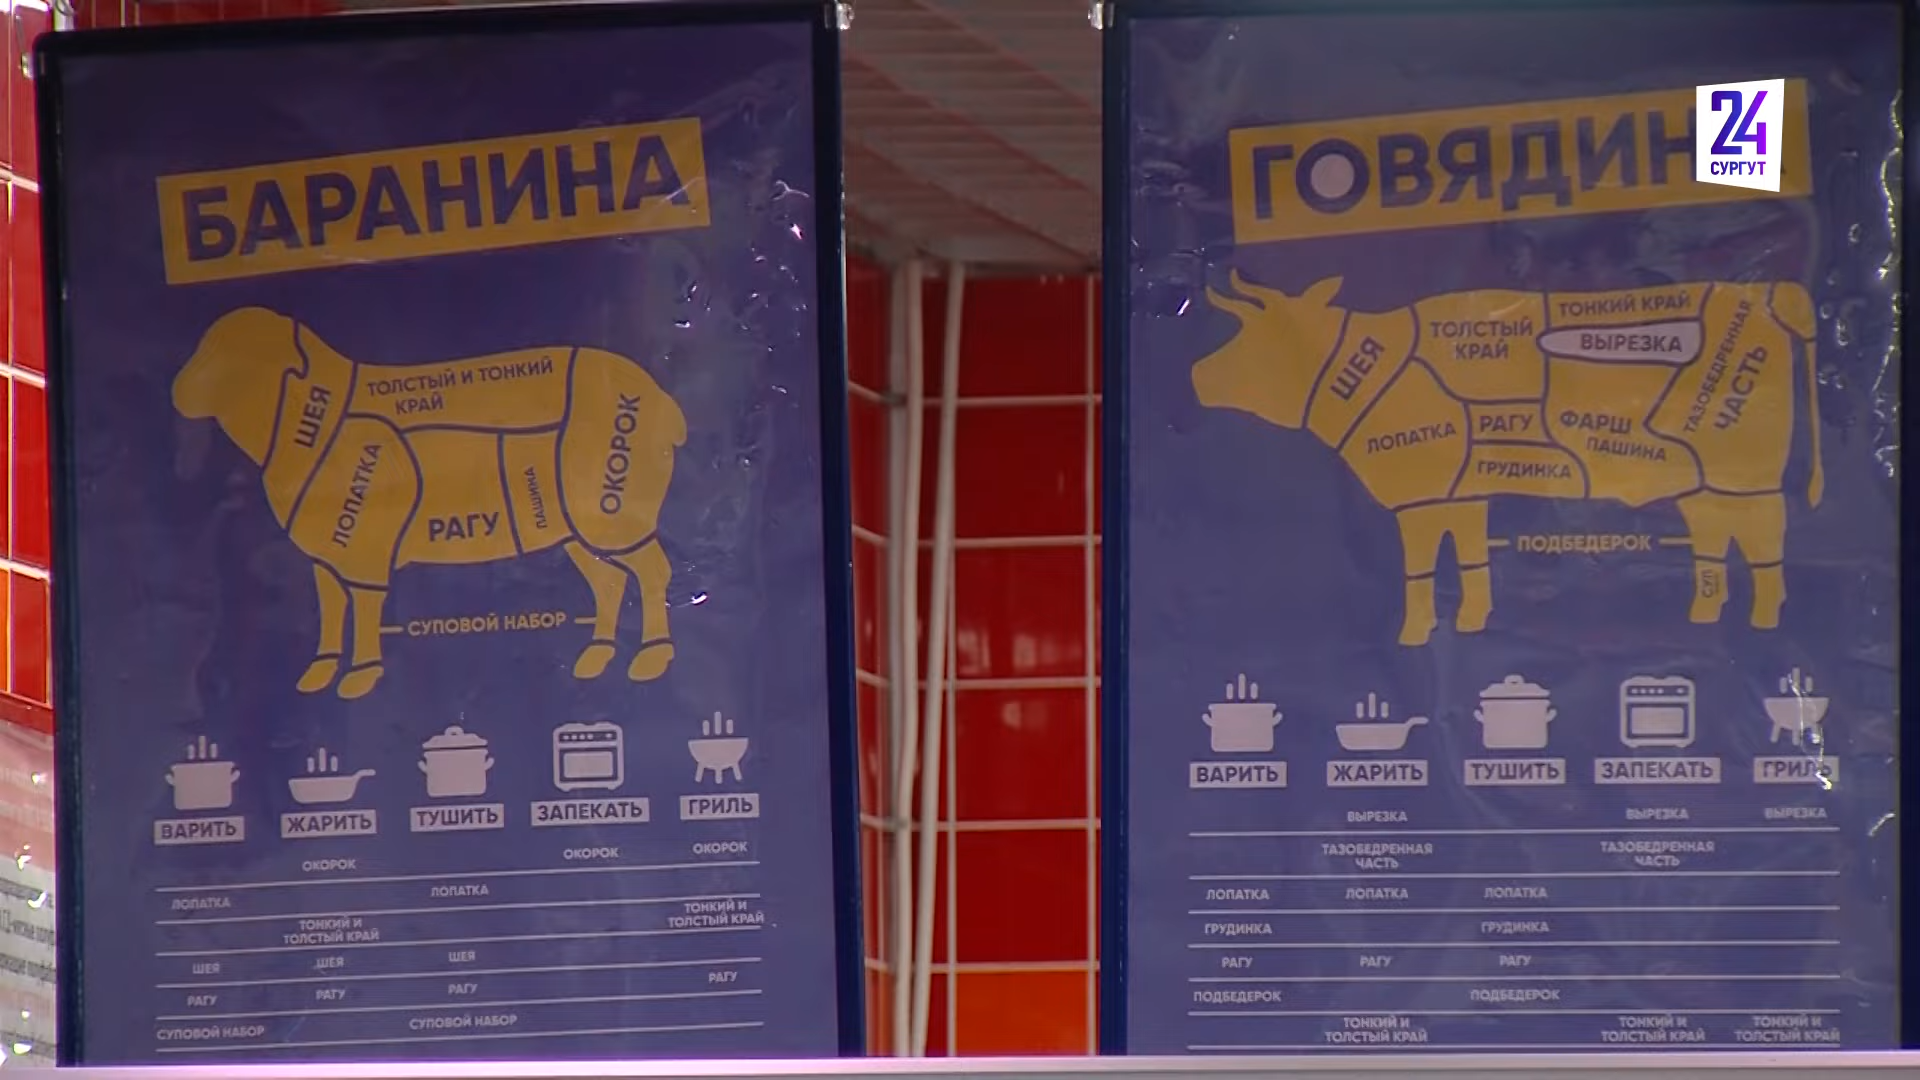 БАРАНИНА
ШЕЯ
ТОЛСТЫЙ И ТОНКИЙ
КРАЙ
ЛОПАТКА
РАГУ
ПАШИНА
ОКОРОК
СУПОВОЙ НАБОР
ВАРИТЬ ЖАРИТЬ ТУШИТЬ ЗАПЕКАТЬ ГРИЛЬ
ОКОРОК ОКОРОК ОКОРОК
ЛОПАТКА ЛОПАТКА
ТОНКИЙ И
ТОЛСТЫЙ КРАЙ
ТОНКИЙ И
ТОЛСТЫЙ КРАЙ
ШЕЯ ШЕЯ ШЕЯ
РАГУ РАГУ РАГУ РАГУ
СУПОВОЙ НАБОР СУПОВОЙ НАБОР
24
СУРГУТ
ШЕЯ
ТОЛСТЫЙ
КРАЙ
ТОНКИЙ КРАЙ
ВЫРЕЗКА
ТАЗОБЕДРЕННАЯ
ЧАСТЬ
ЛОПАТКА
РАГУ
ГРУДИНКА
ФАРШ
ПАШИНА
ПОДБЕДЕРОК
СУП
ВАРИТЬ ЖАРИТЬ ТУШИТЬ ЗАПЕКАТЬ ГРИЛЬ
ВЫРЕЗКА ВЫРЕЗКА ВЫРЕЗКА
ТАЗОБЕДРЕННАЯ
ЧАСТЬ
ТАЗОБЕДРЕННАЯ
ЧАСТЬ
ЛОПАТКА ЛОПАТКА ЛОПАТКА
ГРУДИНКА ГРУДИНКА
РАГУ РАГУ РАГУ
ПОДБЕДЕРОК ПОДБЕДЕРОК
ТОНКИЙ И
ТОЛСТЫЙ КРАЙ
ТОНКИЙ И
ТОЛСТЫЙ КРАЙ
ТОНКИЙ И
ТОЛСТЫЙ КРАЙ